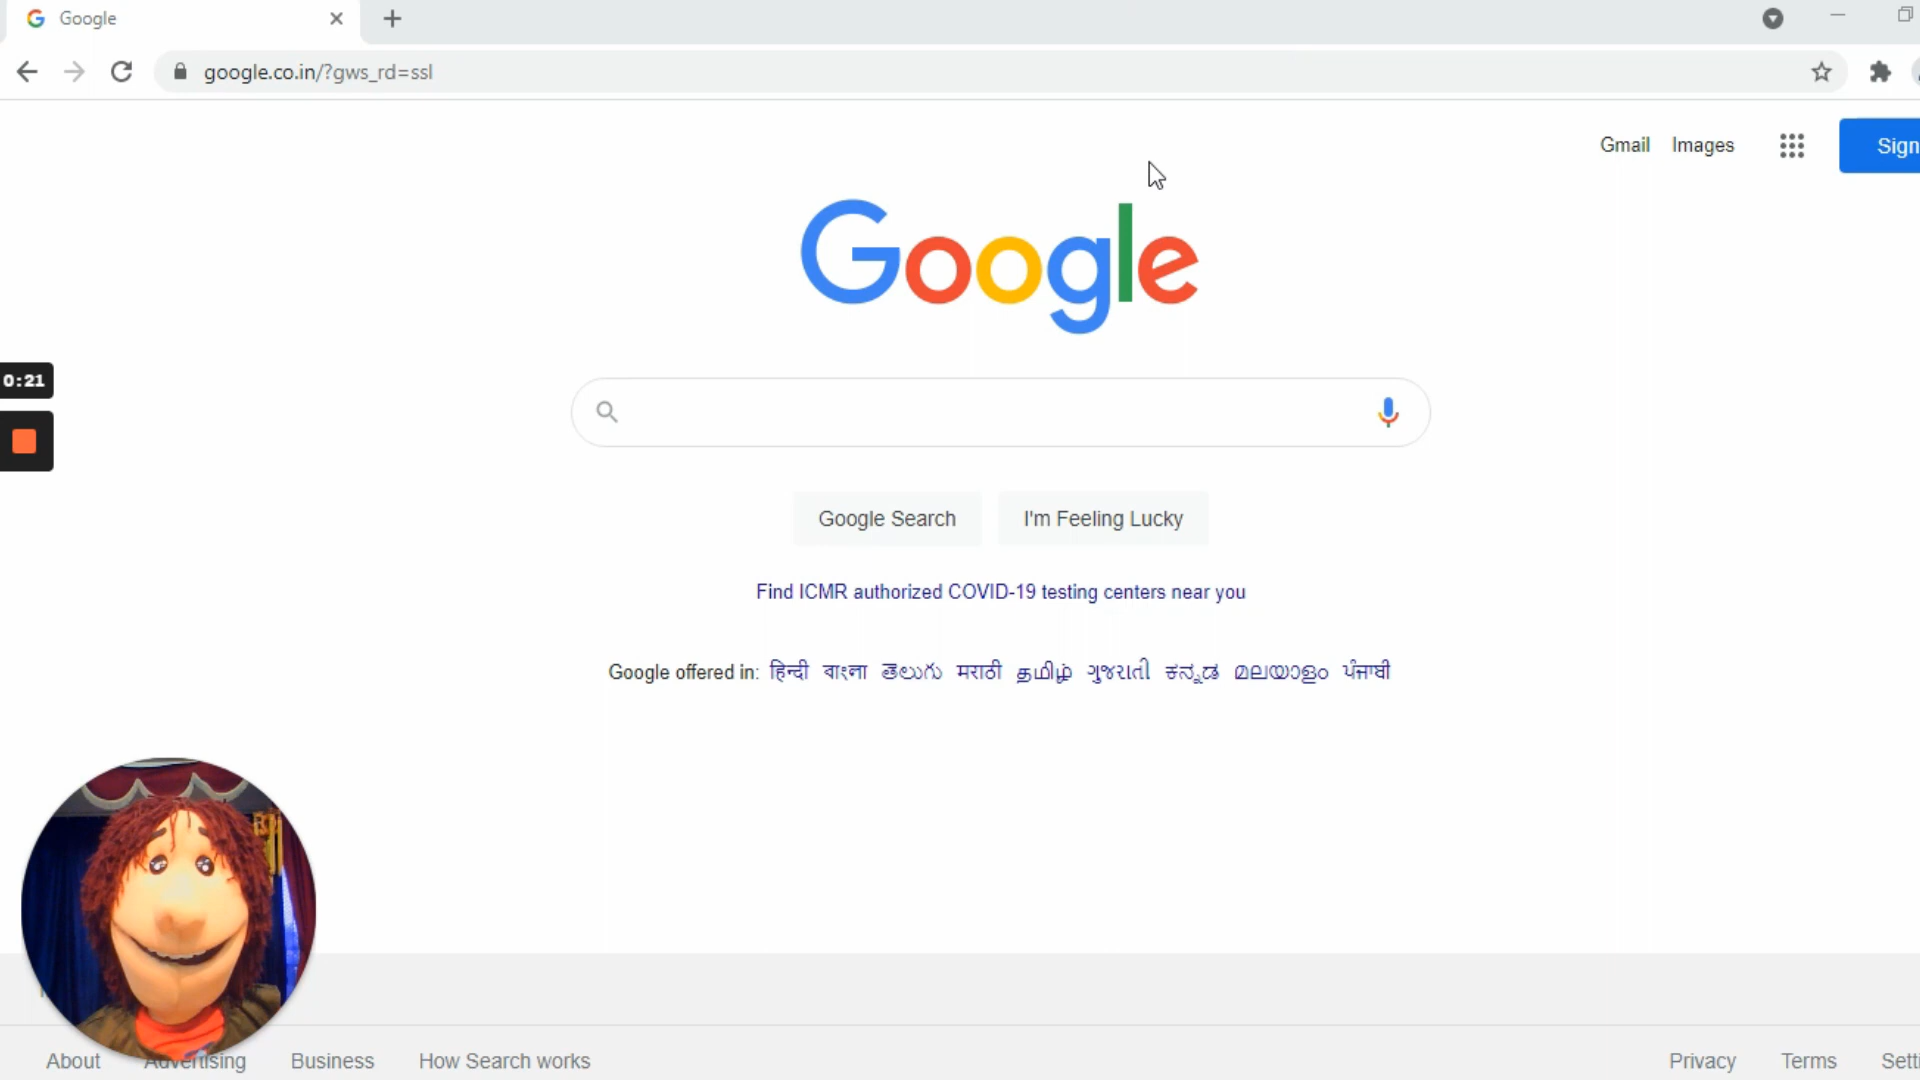 Google
google.co.in/?gws_rd=ssl
Gmail Images Sign
Google
0:21
Google Search I'm Feeling Lucky
Find ICMR authorized COVID-19 testing centers near you
Google offered in: हिन्दी বাংলা తెలుగు मराठी தமிழ் ગુજરાતી ಕನ್ನಡ മലയാളം ਪੰਜਾਬੀ
About Advertising Business How Search works Privacy Terms Setti